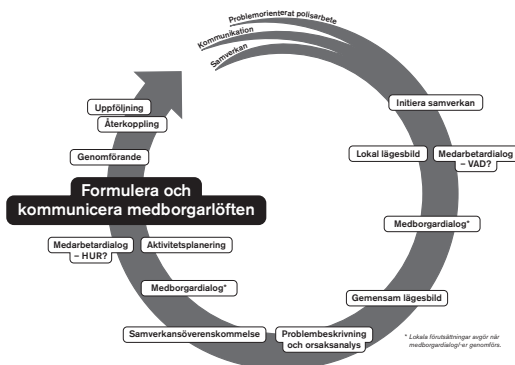 Problemorienterat polisarbete
Kommunikation
Samverkan
Initiera samverkan
Lokal lägesbild
Medarbetardialog
– VAD?
Medborgardialog*
Gemensam lägesbild
Problembeskrivning
och orsaksanalys
Samverkansöverenskommelse
Medborgardialog*
Aktivitetsplanering
Medarbetardialog
– HUR?
Formulera och
kommunicera medborgarlöften
Genomförande
Återkoppling
Uppföljning
* Lokala förutsättningar avgör när
medborgardialog/-er genomförs.